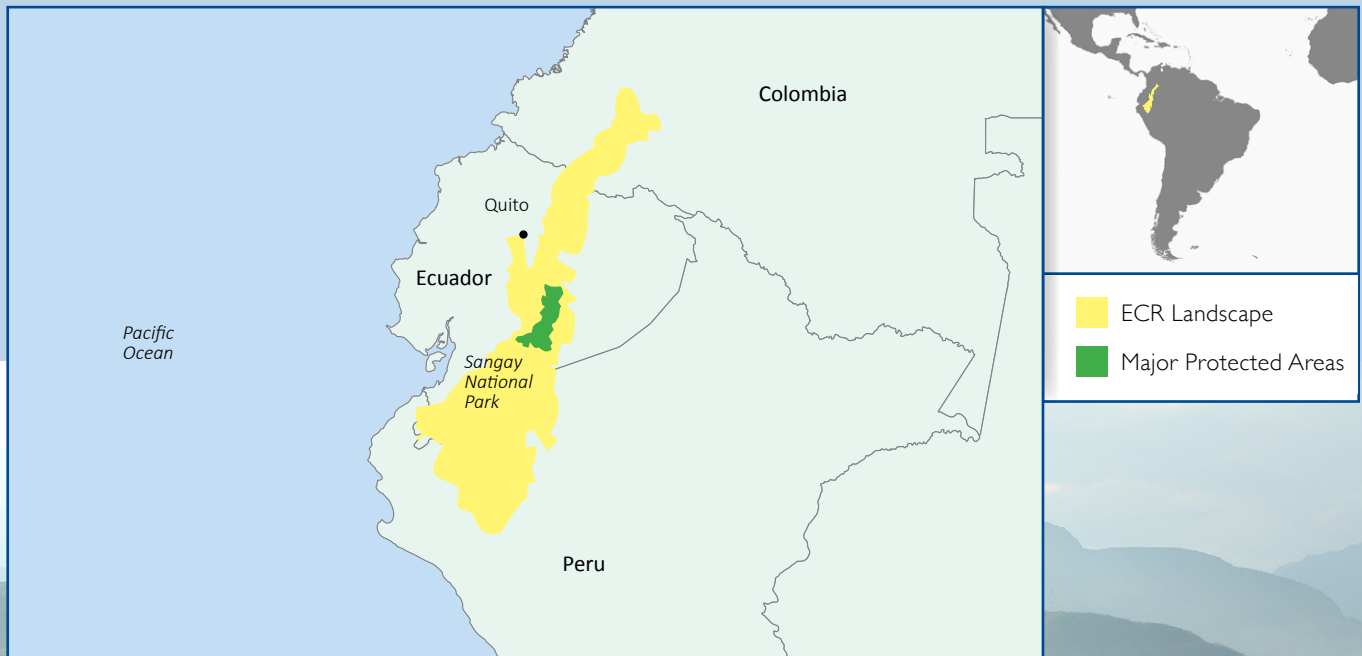 Colombia
Quito
Ecuador
Pacific
Ocean
Sangay
National
Park
Peru
ECR Landscape
Major Protected Areas